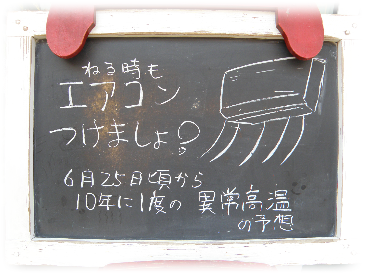 ねる時も
エアコン
つけましょ?
6月25日頃から
10年に1度の 異常高温
の予想